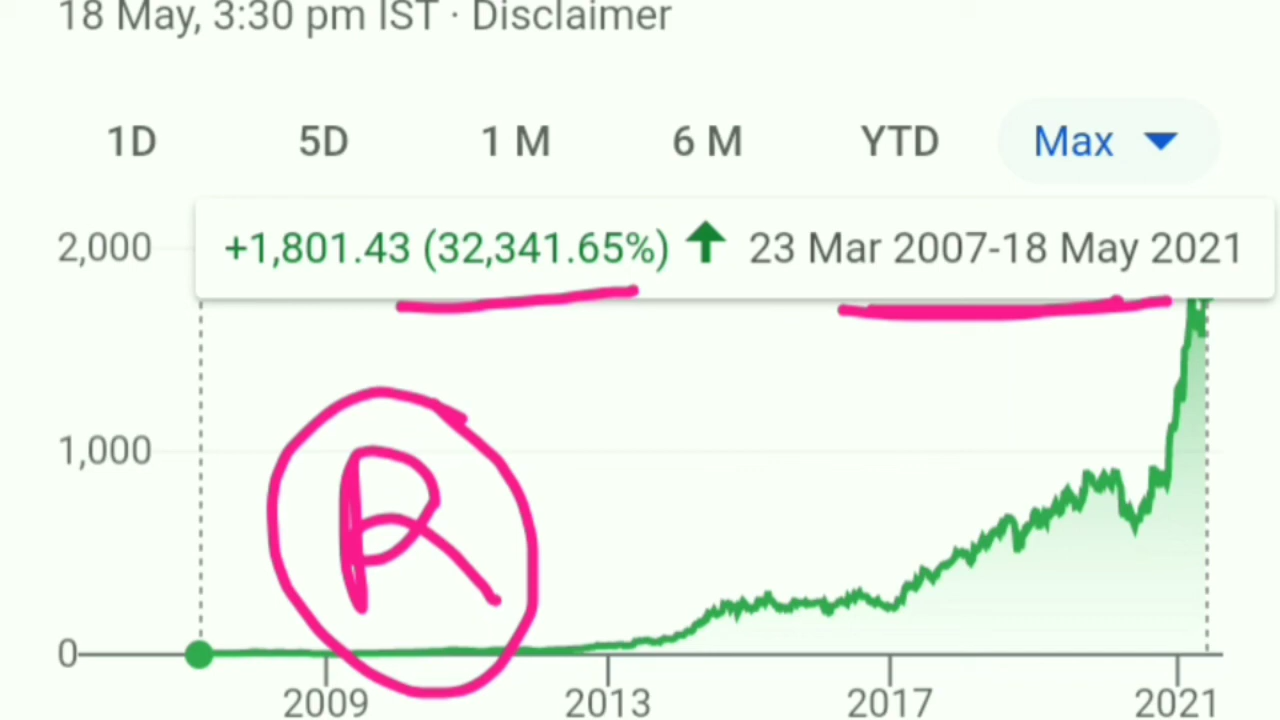 18 May, 3:30 pm IST · Disclaimer
1D 5D 1 M 6 M YTD Max
2,000
+1,801.43 (32,341.65%) 23 Mar 2007-18 May 2021
1,000
R
0
2009 2013 2017 2021